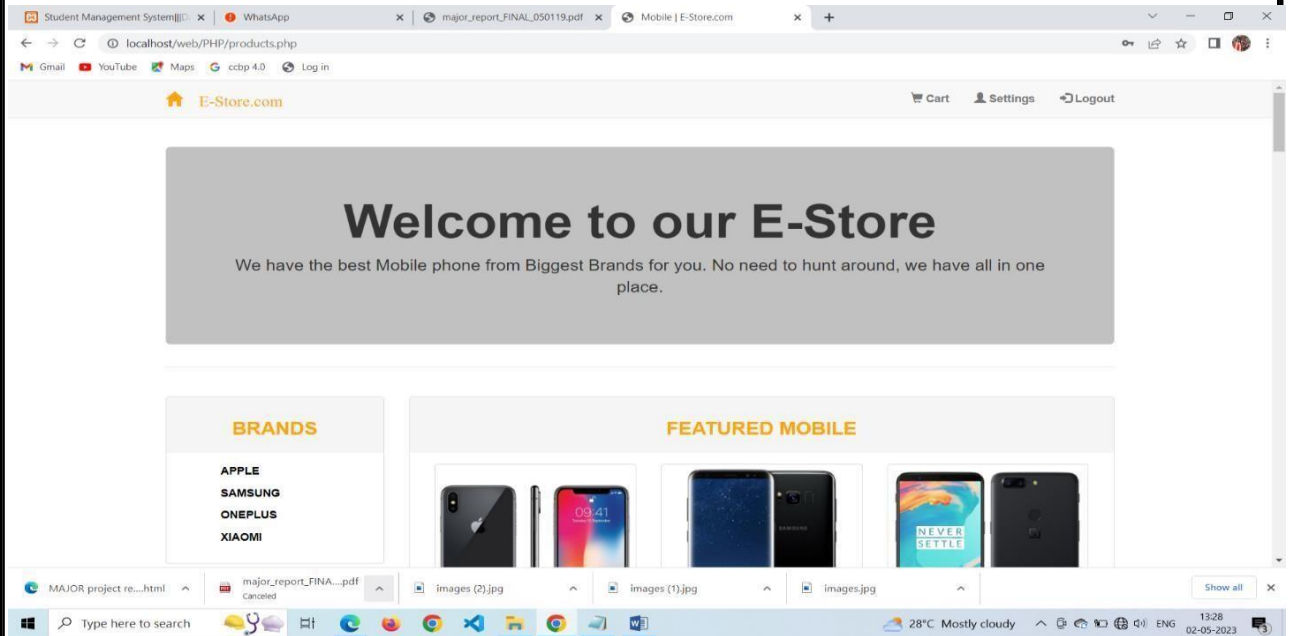 Student Management System|||D.
WhatsApp
major_report_FINAL_050119.pdf
Mobile | E-Store.com
localhost/web/PHP/products.php
Gmail
YouTube
Maps
ccbp 4.0
Log in
E-Store.com
Cart
Settings
Logout
Welcome to our E-Store
We have the best Mobile phone from Biggest Brands for you. No need to hunt around, we have all in one
place.
BRANDS
APPLE
SAMSUNG
ONEPLUS
XIAOMI
FEATURED MOBILE
09:41
SAMSUNG
NEVER
SETTLE
MAJOR project re....html
major_report_FINA....pdf
Canceled
images (2).jpg
images (1).jpg
images.jpg
Show all
Type here to search
28°C Mostly cloudy
ENG
13:28
02-05-2023
3